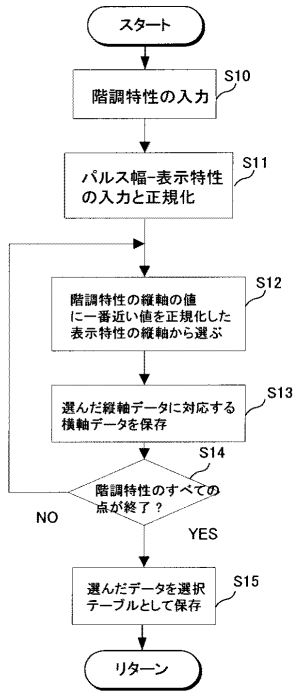 スタート
S10
階調特性の入力
S11
パルス幅-表示特性
の入力と正規化
S12
階調特性の縦軸の値
に一番近い値を正規化した
表示特性の縦軸から選ぶ
S13
選んだ縦軸データに対応する
横軸データを保存
S14
階調特性のすべての
点が終了?
NO
YES
S15
選んだデータを選択
テーブルとして保存
リターン